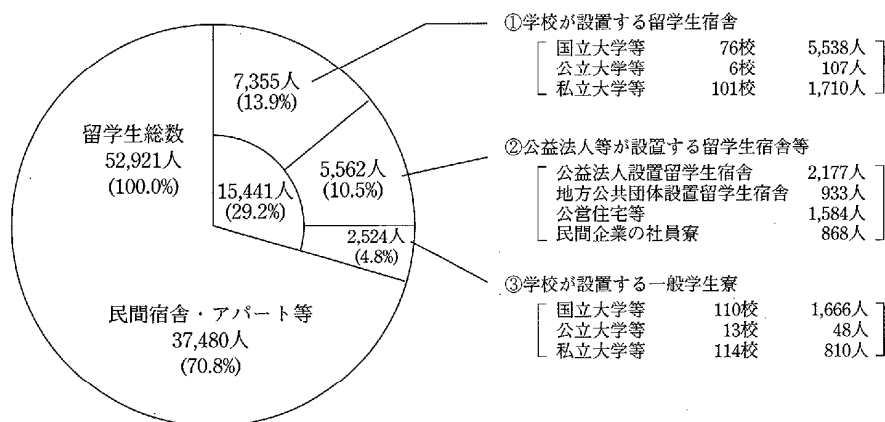 留学生総数
52,921人
(100.0%)
7,355人
(13.9%)
5,562人
(10.5%)
15,441人
(29.2%)
2,524人
(4.8%)
民間宿舎・アパート等
37,480人
(70.8%)
①学校が設置する留学生宿舎
国立大学等 76校 5,538人
公立大学等 6校 107人
私立大学等 101校 1,710人
②公益法人等が設置する留学生宿舎等
公益法人設置留学生宿舎 2,177人
地方公共団体設置留学生宿舎 933人
公営住宅等 1,584人
民間企業の社員寮 868人
③学校が設置する一般学生寮
国立大学等 110校 1,666人
公立大学等 13校 48人
私立大学等 114校 810人